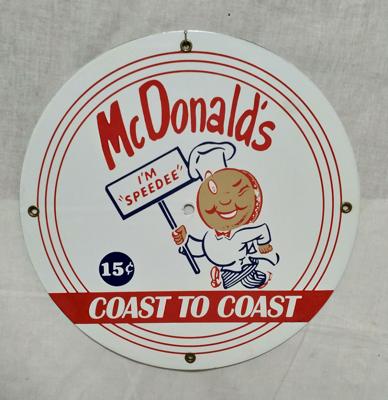 McDonald's
I'M
"SPEEDEE"
15¢
COAST TO COAST